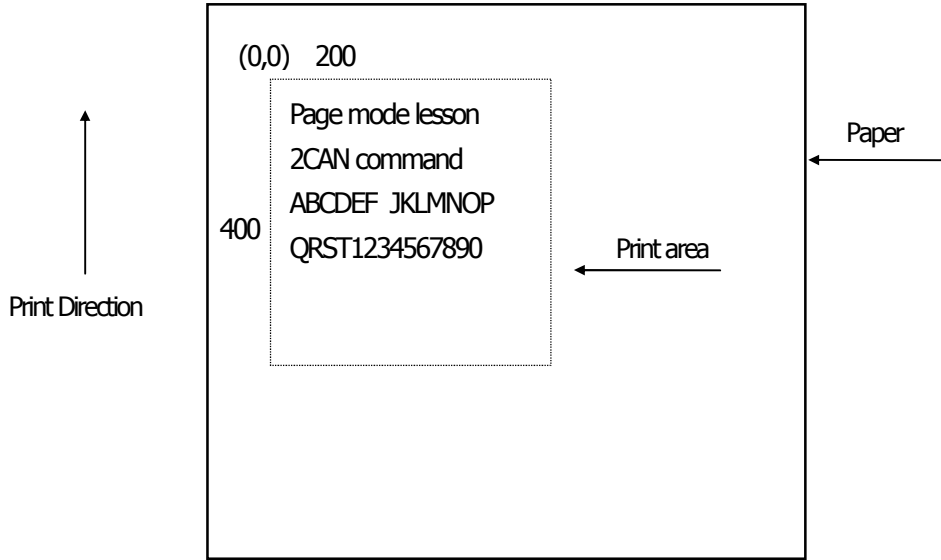 (0,0) 200
Page mode lesson
2CAN command
ABCDEF JKLMNOP
QRST1234567890
400
Paper
Print area
Print Direction